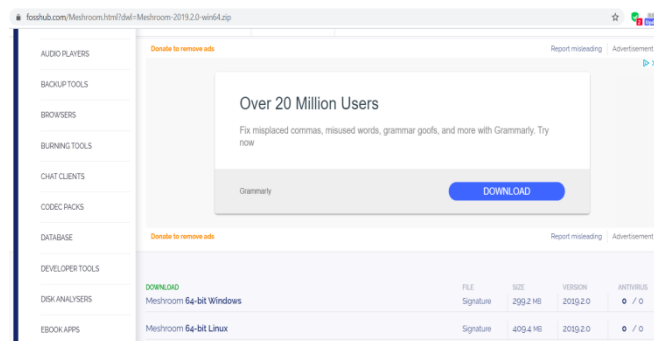 fosshub.com/Meshroom.html?dwl=Meshroom-2019.2.0-win64.zip
AUDIO PLAYERS
BACKUP TOOLS
BROWSERS
BURNING TOOLS
CHAT CLIENTS
CODEC PACKS
DATABASE
DEVELOPER TOOLS
DISK ANALYSERS
EBOOK APPS
Donate to remove ads
Report misleading Advertisement
Over 20 Million Users
Fix misplaced commas, misused words, grammar goofs, and more with Grammarly. Try
now
Grammarly DOWNLOAD
Donate to remove ads
Report misleading Advertisement
DOWNLOAD FILE SIZE VERSION ANTIVIRUS
Meshroom 64-bit Windows Signature 299.2 MB 2019.2.0 0 / 0
Meshroom 64-bit Linux Signature 409.4 MB 2019.2.0 0 / 0